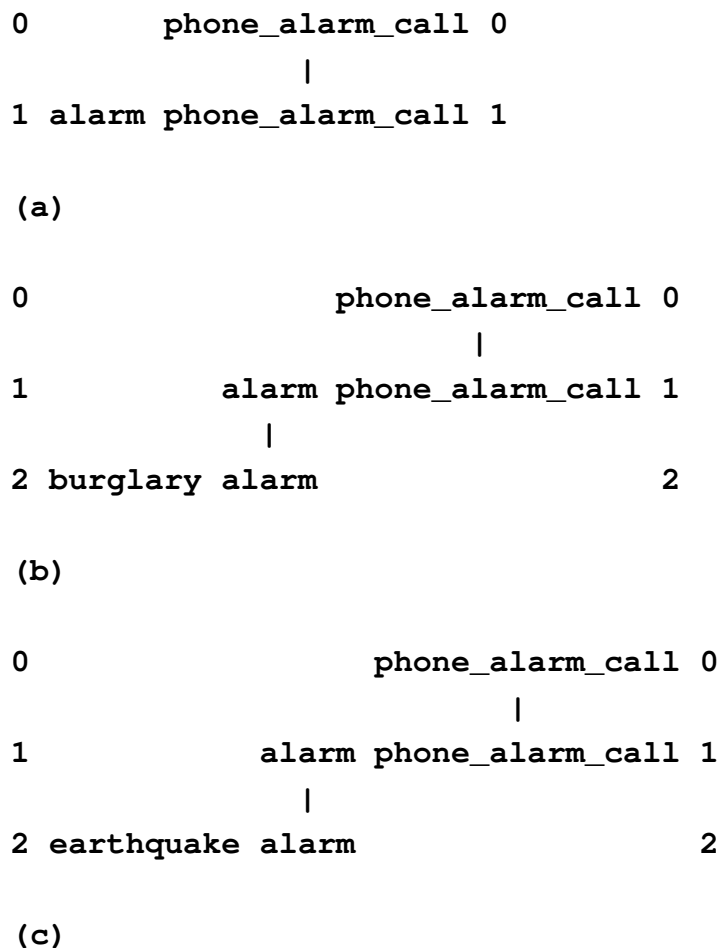 0       phone_alarm_call 0
               |
1 alarm phone_alarm_call 1
(a)
0                phone_alarm_call 0
                        |
1          alarm phone_alarm_call 1
             |
2 burglary alarm                  2
(b)
0                  phone_alarm_call 0
                          |
1            alarm phone_alarm_call 1
               |
2 earthquake alarm                  2
(c)